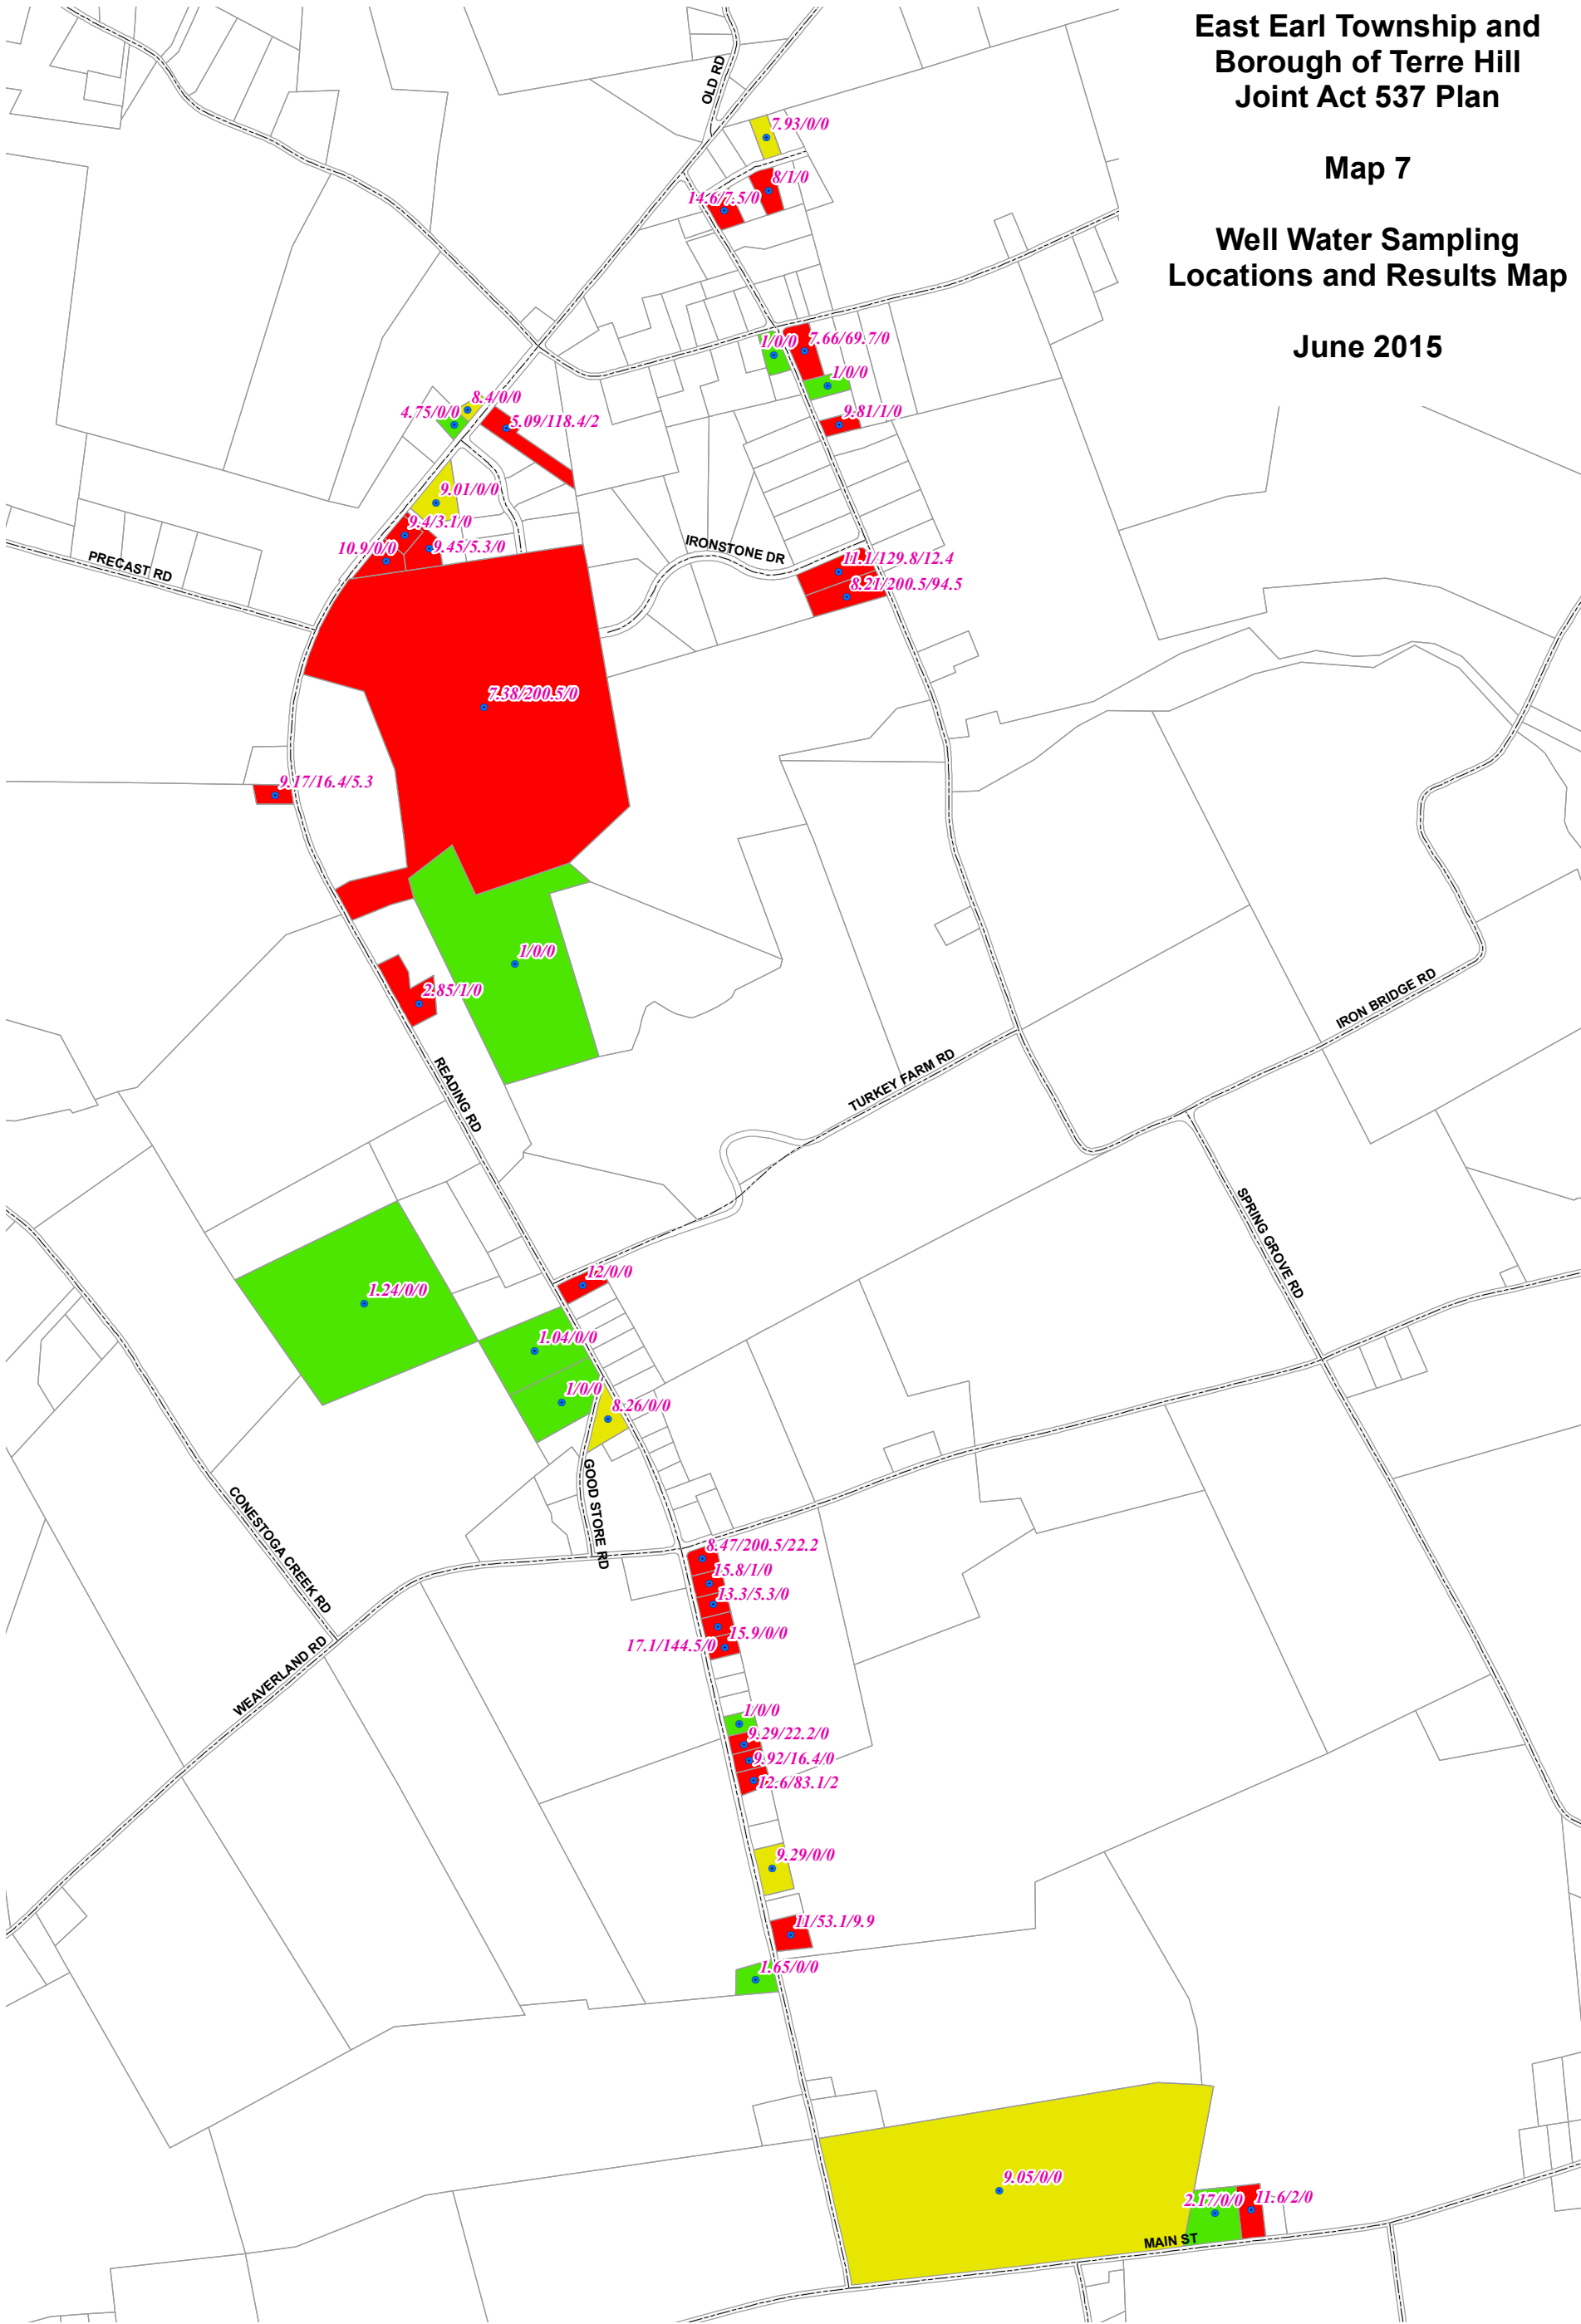 East Earl Township and
Borough of Terre Hill
Joint Act 537 Plan
Map 7
Well Water Sampling
Locations and Results Map
June 2015
OLD RD
7.93/0/0
8/1/0
14.6/7.5/0
1/0/0
7.66/69.7/0
1/0/0
9.81/1/0
8.4/0/0
4.75/0/0
5.09/118.4/2
9.01/0/0
9.4/3.1/0
9.45/5.3/0
10.9/0/0
PRECAST RD
IRONSTONE DR
11.1/129.8/12.4
8.21/200.5/94.5
7.38/200.5/0
9.17/16.4/5.3
1/0/0
2.85/1/0
READING RD
IRON BRIDGE RD
TURKEY FARM RD
SPRING GROVE RD
12/0/0
1.24/0/0
1.04/0/0
1/0/0
8.26/0/0
GOOD STORE RD
CONESTOGA CREEK RD
WEAVERLAND RD
8.47/200.5/22.2
15.8/1/0
13.3/5.3/0
15.9/0/0
17.1/144.5/0
1/0/0
9.29/22.2/0
9.92/16.4/0
12.6/83.1/2
9.29/0/0
11/53.1/9.9
1.65/0/0
9.05/0/0
2.17/0/0
11.6/2/0
MAIN ST